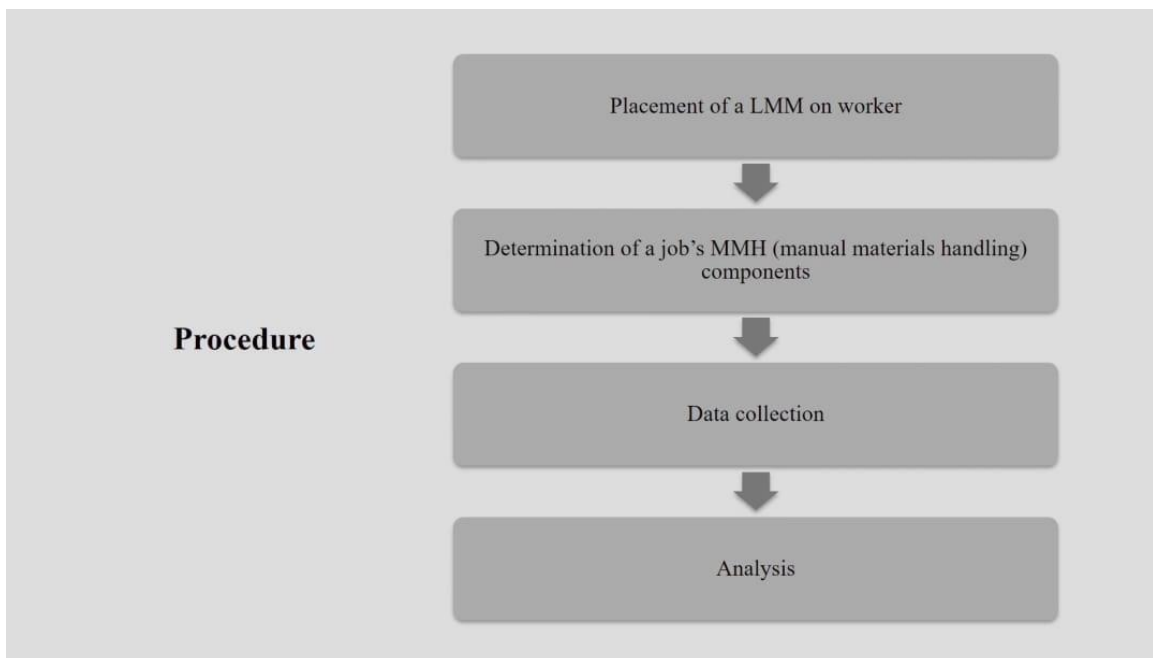 Procedure
Placement of a LMM on worker
Determination of a job’s MMH (manual materials handling)
components
Data collection
Analysis